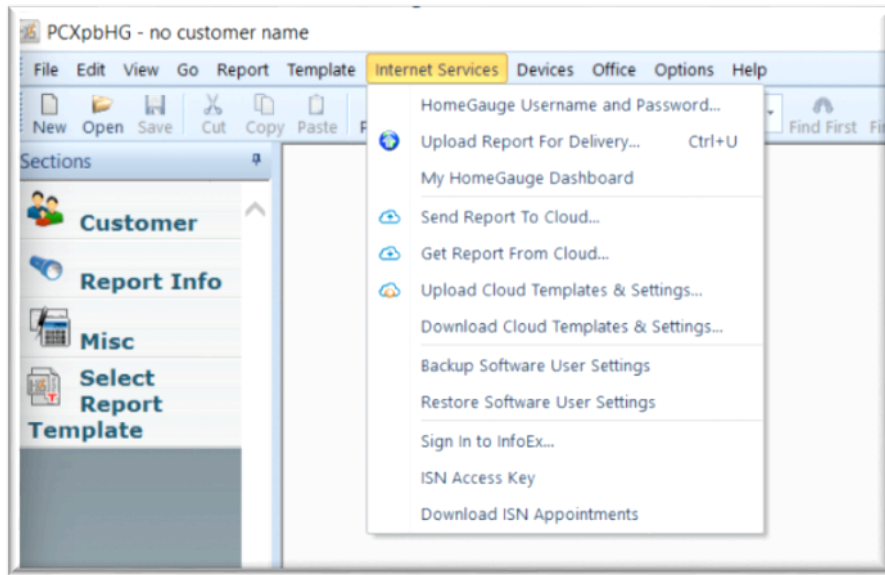 PCXpbHG - no customer name
File Edit View Go Report Template Internet Services Devices Office Options Help
New Open Save Cut Copy Paste Find First
Sections
Customer
Report Info
Misc
Select
Report
Template
HomeGauge Username and Password...
Upload Report For Delivery... Ctrl+U
My HomeGauge Dashboard
Send Report To Cloud...
Get Report From Cloud...
Upload Cloud Templates & Settings...
Download Cloud Templates & Settings...
Backup Software User Settings
Restore Software User Settings
Sign In to InfoEx...
ISN Access Key
Download ISN Appointments